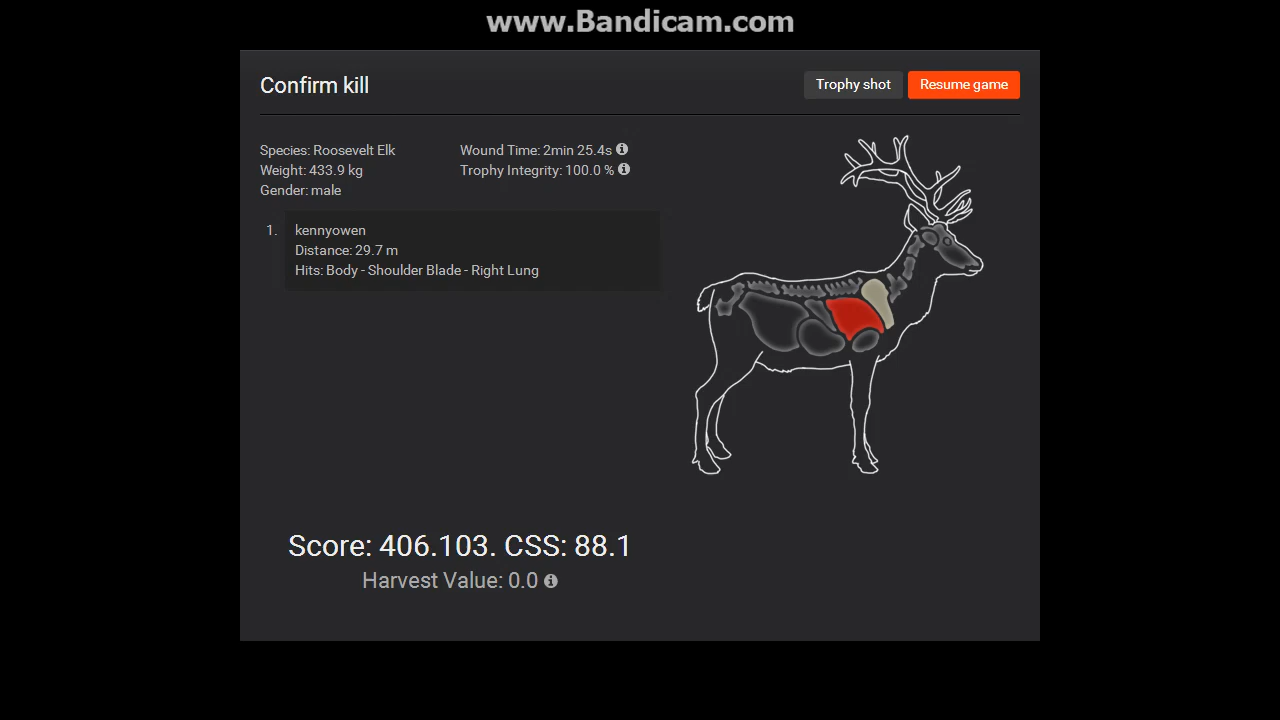 www.Bandicam.com
Confirm kill
Trophy shot
Resume game
Species: Roosevelt Elk
Weight: 433.9 kg
Gender: male
Wound Time: 2min 25.4s
Trophy Integrity: 100.0 %
1. kennyowen
Distance: 29.7 m
Hits: Body - Shoulder Blade - Right Lung
Score: 406.103. CSS: 88.1
Harvest Value: 0.0